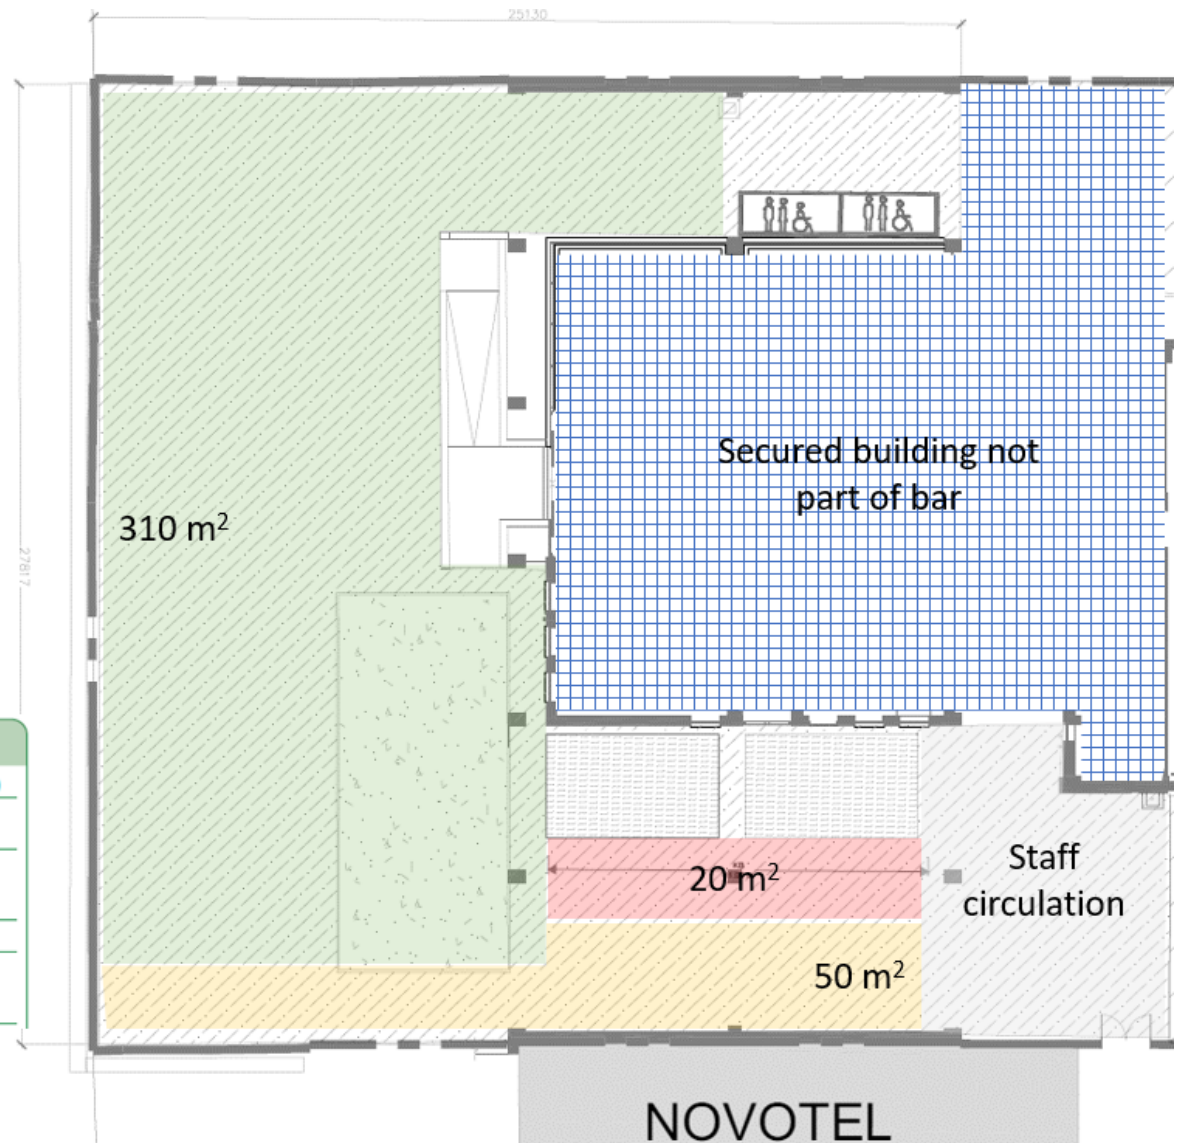 25130
Secured building not
part of bar
310 m²
27817
20 m²
Staff
circulation
50 m²
NOVOTEL